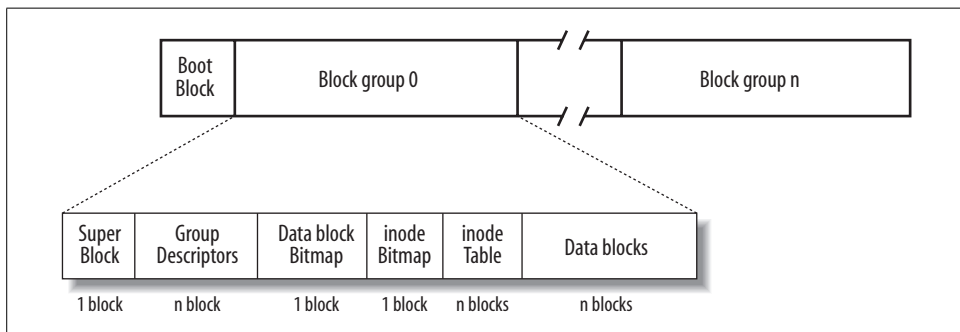 Boot
Block
Block group 0
Block group n
Super
Block
Group
Descriptors
Data block
Bitmap
inode
Bitmap
inode
Table
Data blocks
1 block
n block
1 block
1 block
n blocks
n blocks